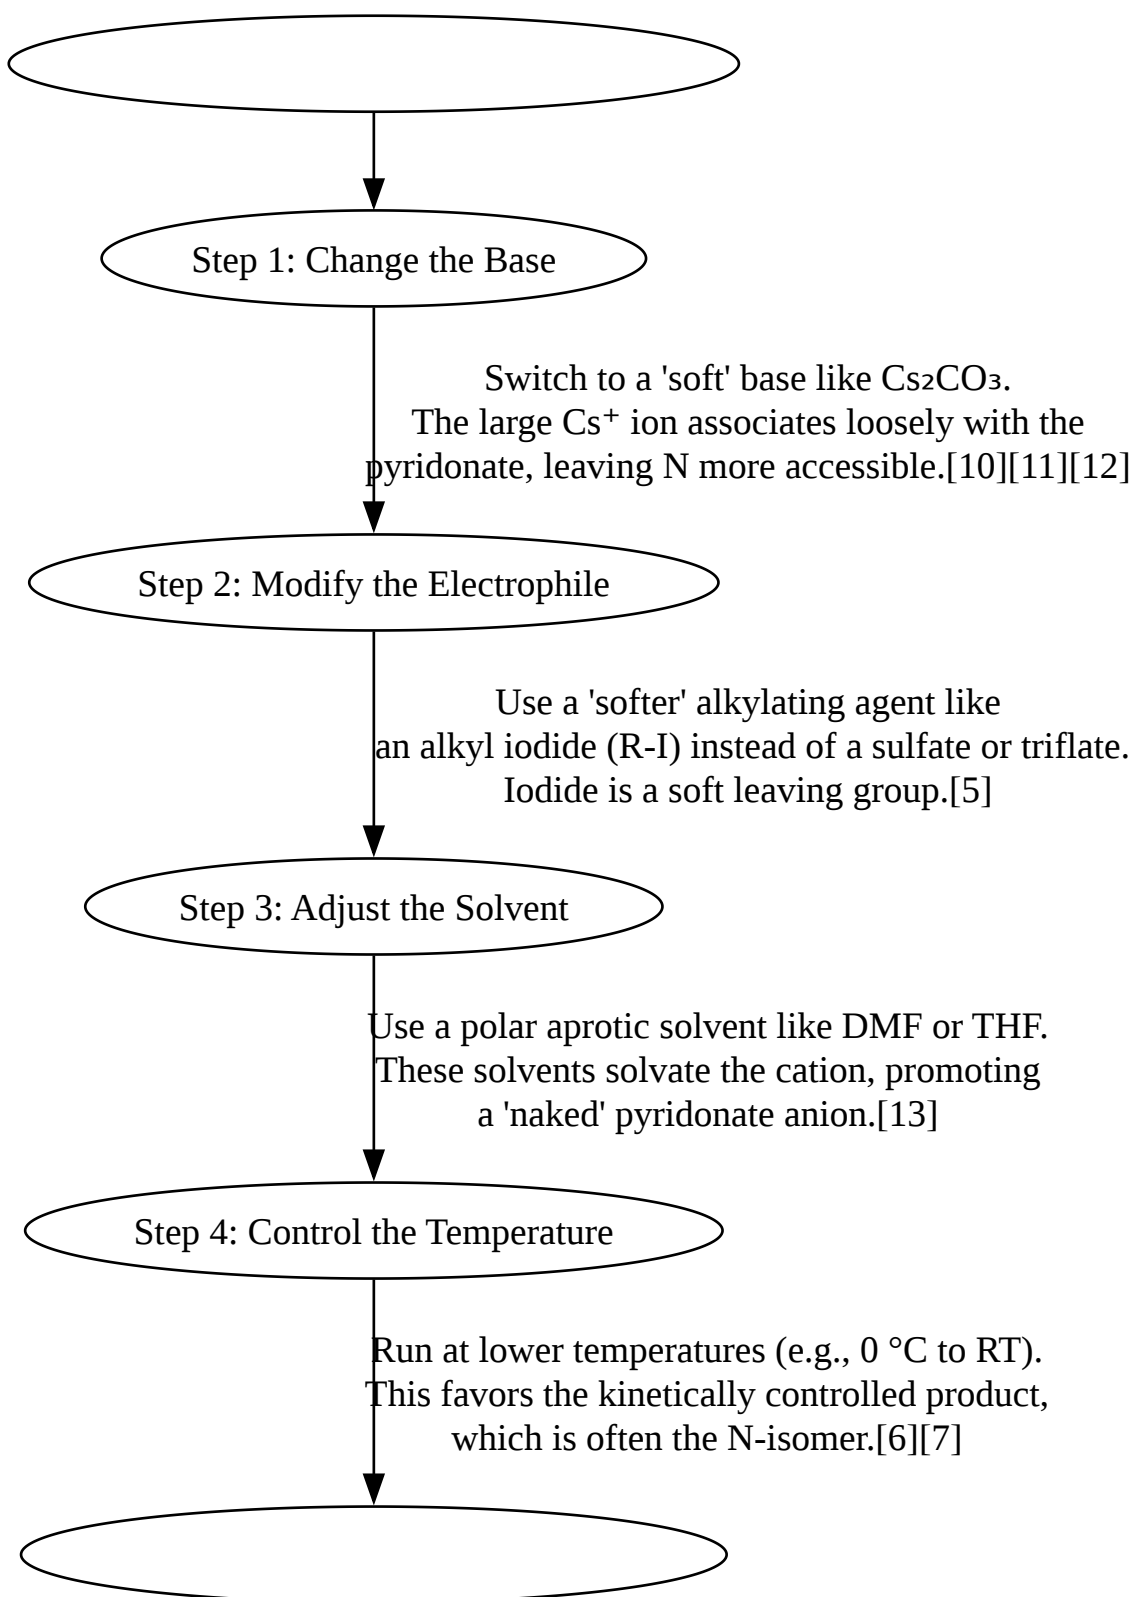 Step 1: Change the Base
Switch to a 'soft' base like Cs₂CO₃.
The large Cs⁺ ion associates loosely with the
pyridonate, leaving N more accessible.[10][11][12]
Step 2: Modify the Electrophile
Use a 'softer' alkylating agent like
an alkyl iodide (R-I) instead of a sulfate or triflate.
Iodide is a soft leaving group.[5]
Step 3: Adjust the Solvent
Use a polar aprotic solvent like DMF or THF.
These solvents solvate the cation, promoting
a 'naked' pyridonate anion.[13]
Step 4: Control the Temperature
Run at lower temperatures (e.g., 0 °C to RT).
This favors the kinetically controlled product,
which is often the N-isomer.[6][7]